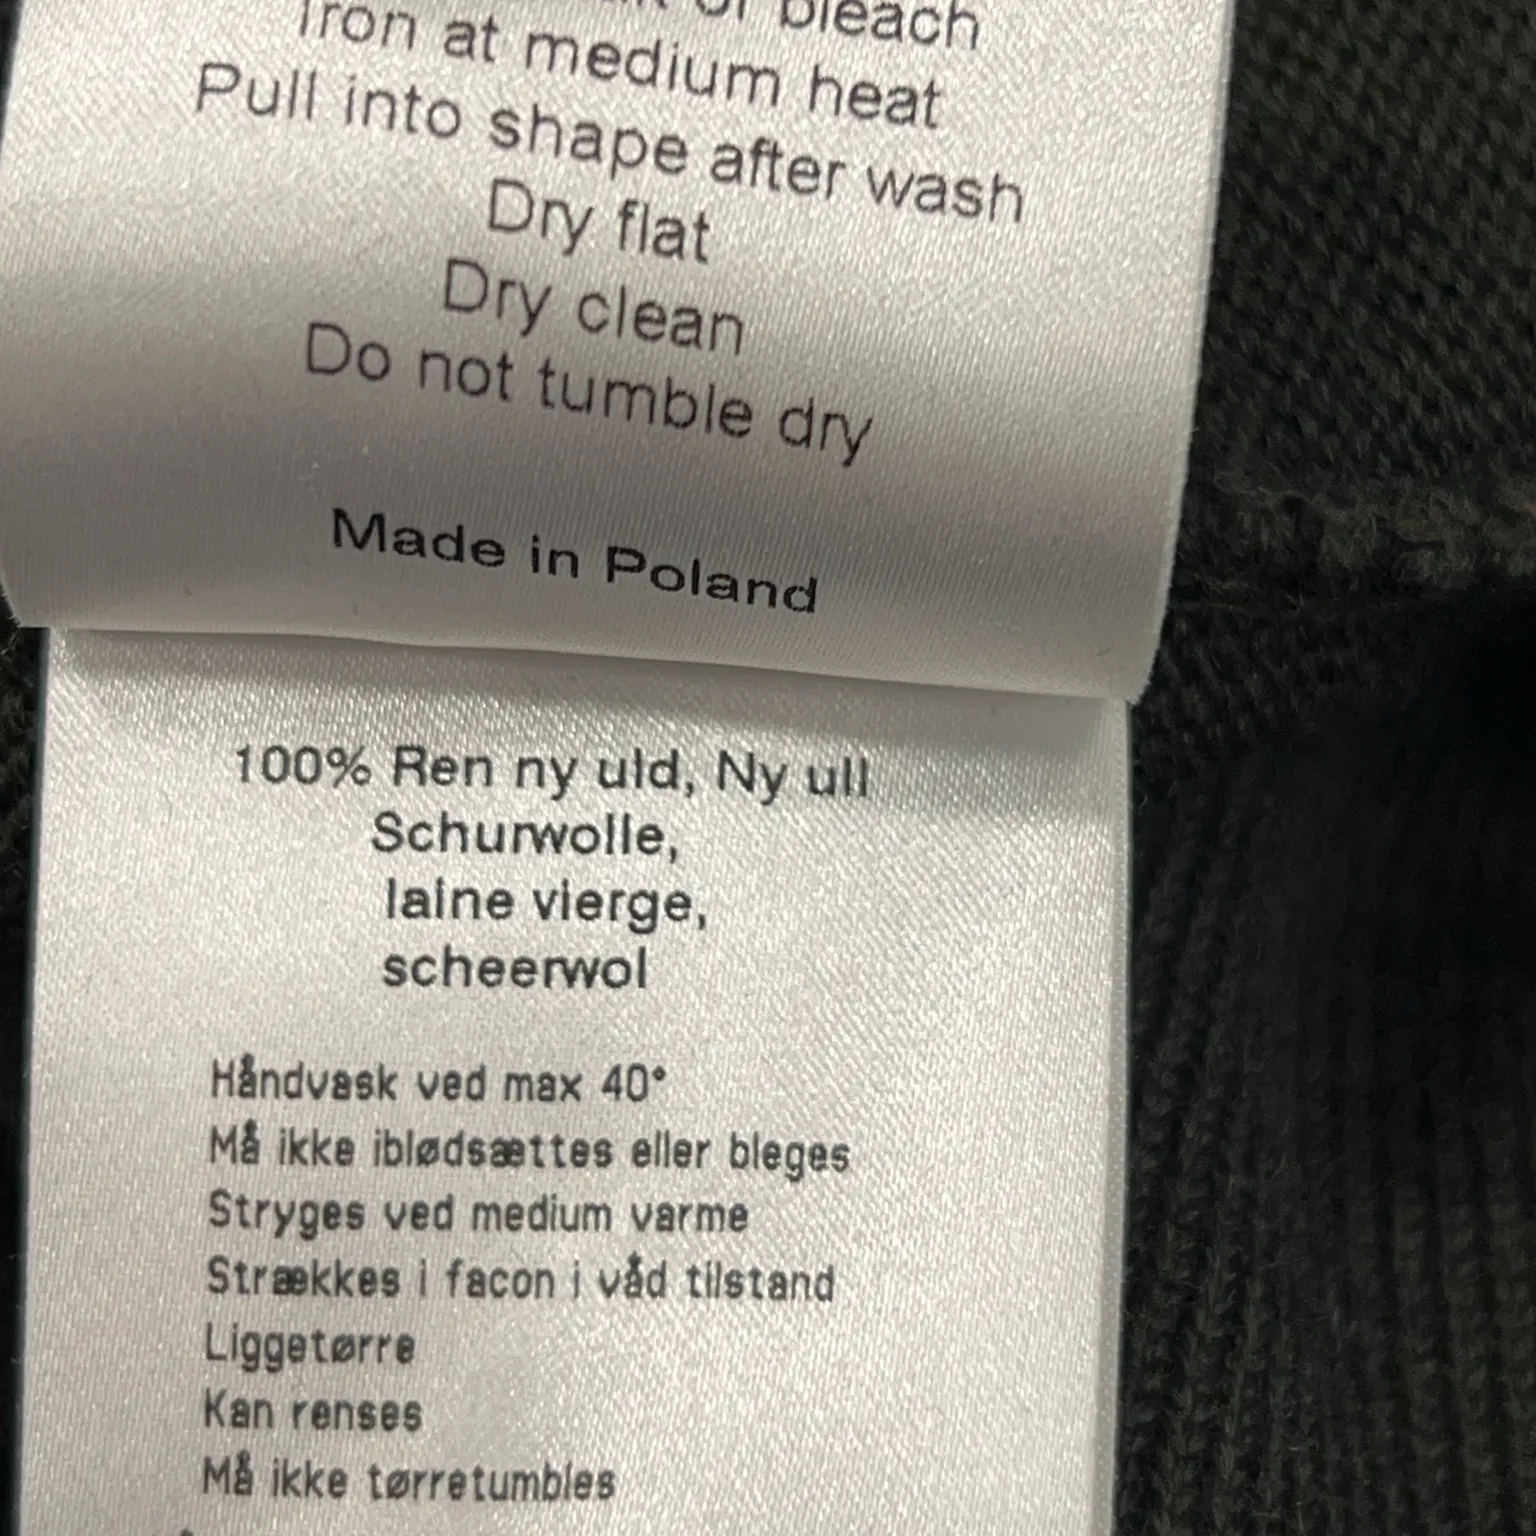 or bleach
Iron at medium heat
Pull into shape after wash
Dry flat
Dry clean
Do not tumble dry
Made in Poland
100% Ren ny uld, Ny ull
Schurwolle,
laine vierge,
scheerwol
Håndvask ved max 40°
Må ikke iblødsættes eller bleges
Stryges ved medium varme
Strækkes i facon i våd tilstand
Liggetørre
Kan renses
Må ikke tørretumbles